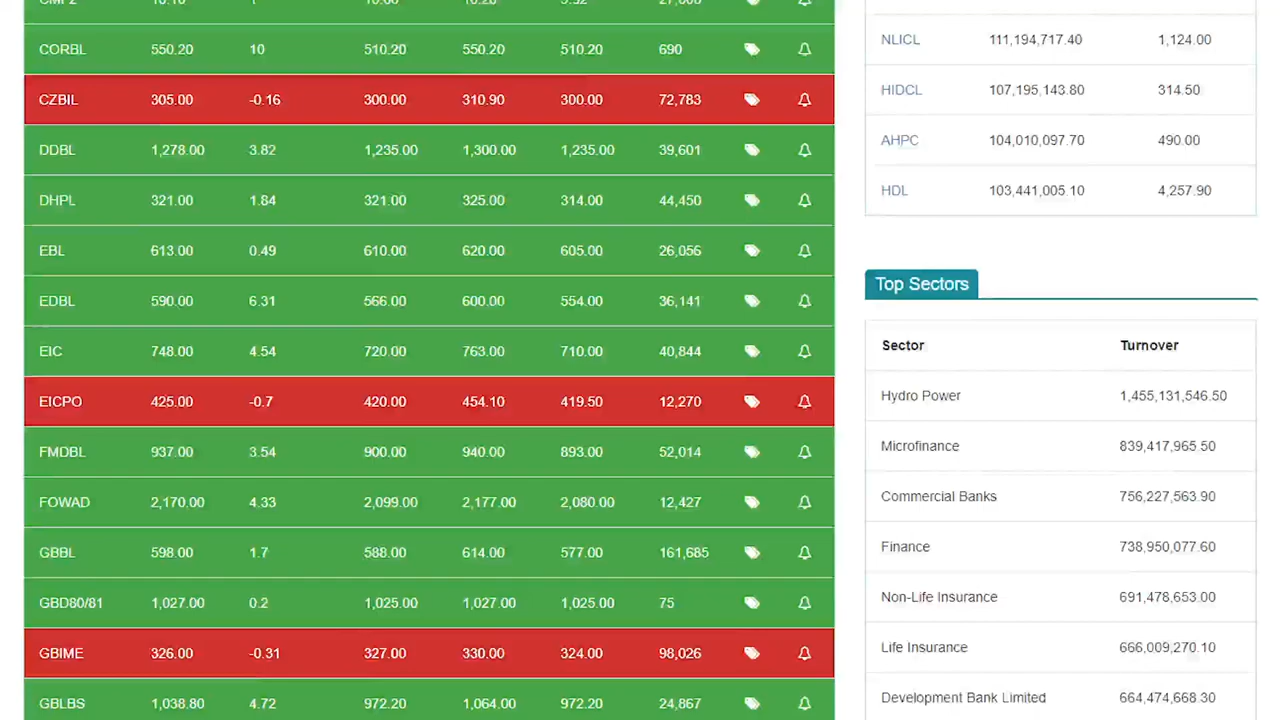 CORBL 550.20 10 510.20 550.20 510.20 690
CZBIL 305.00 -0.16 300.00 310.90 300.00 72,783
DDBL 1,278.00 3.82 1,235.00 1,300.00 1,235.00 39,601
DHPL 321.00 1.84 321.00 325.00 314.00 44,450
EBL 613.00 0.49 610.00 620.00 605.00 26,056
EDBL 590.00 6.31 566.00 600.00 554.00 36,141
EIC 748.00 4.54 720.00 763.00 710.00 40,844
EICPO 425.00 -0.7 420.00 454.10 419.50 12,270
FMDBL 937.00 3.54 900.00 940.00 893.00 52,014
FOWAD 2,170.00 4.33 2,099.00 2,177.00 2,080.00 12,427
GBBL 598.00 1.7 588.00 614.00 577.00 161,685
GBD80/81 1,027.00 0.2 1,025.00 1,027.00 1,025.00 75
GBIME 326.00 -0.31 327.00 330.00 324.00 98,026
GBLBS 1,038.80 4.72 972.20 1,064.00 972.20 24,867
NLICL 111,194,717.40 1,124.00
HIDCL 107,195,143.80 314.50
AHPC 104,010,097.70 490.00
HDL 103,441,005.10 4,257.90
Top Sectors
Sector Turnover
Hydro Power 1,455,131,546.50
Microfinance 839,417,965.50
Commercial Banks 756,227,563.90
Finance 738,950,077.60
Non-Life Insurance 691,478,653.00
Life Insurance 666,009,270.10
Development Bank Limited 664,474,668.30